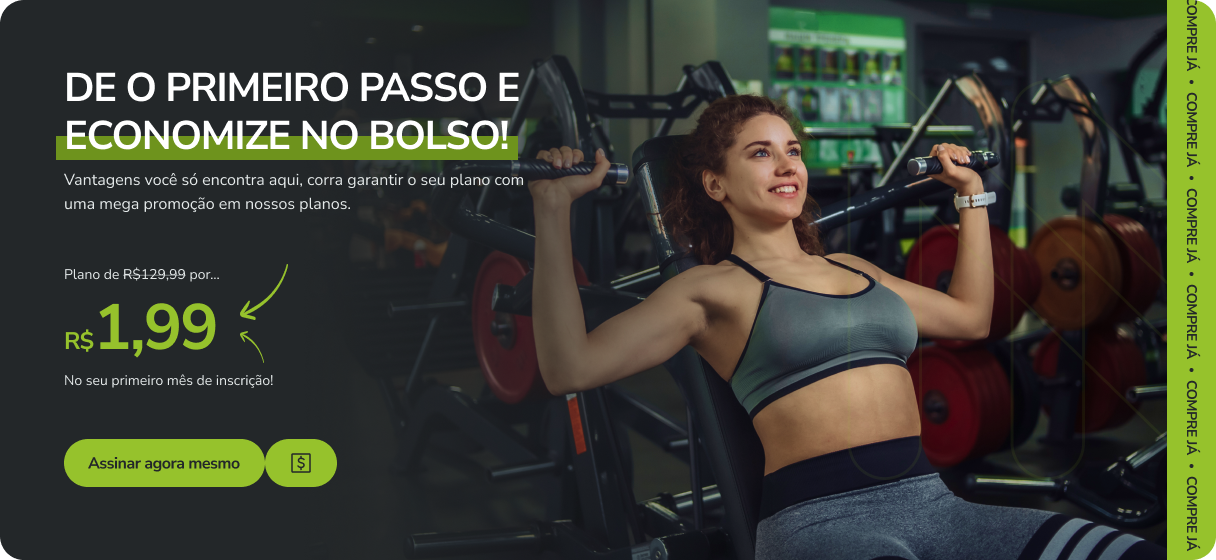 DE O PRIMEIRO PASSO E
ECONOMIZE NO BOLSO!
Vantagens você só encontra aqui, corra garantir o seu plano com
uma mega promoção em nossos planos.
Plano de R$129,99 por...
R$ 1,99
No seu primeiro mês de inscrição!
Assinar agora mesmo
$
COMPRE JÁ • COMPRE JÁ • COMPRE JÁ • COMPRE JÁ • COMPRE JÁ • COMPRE JÁ